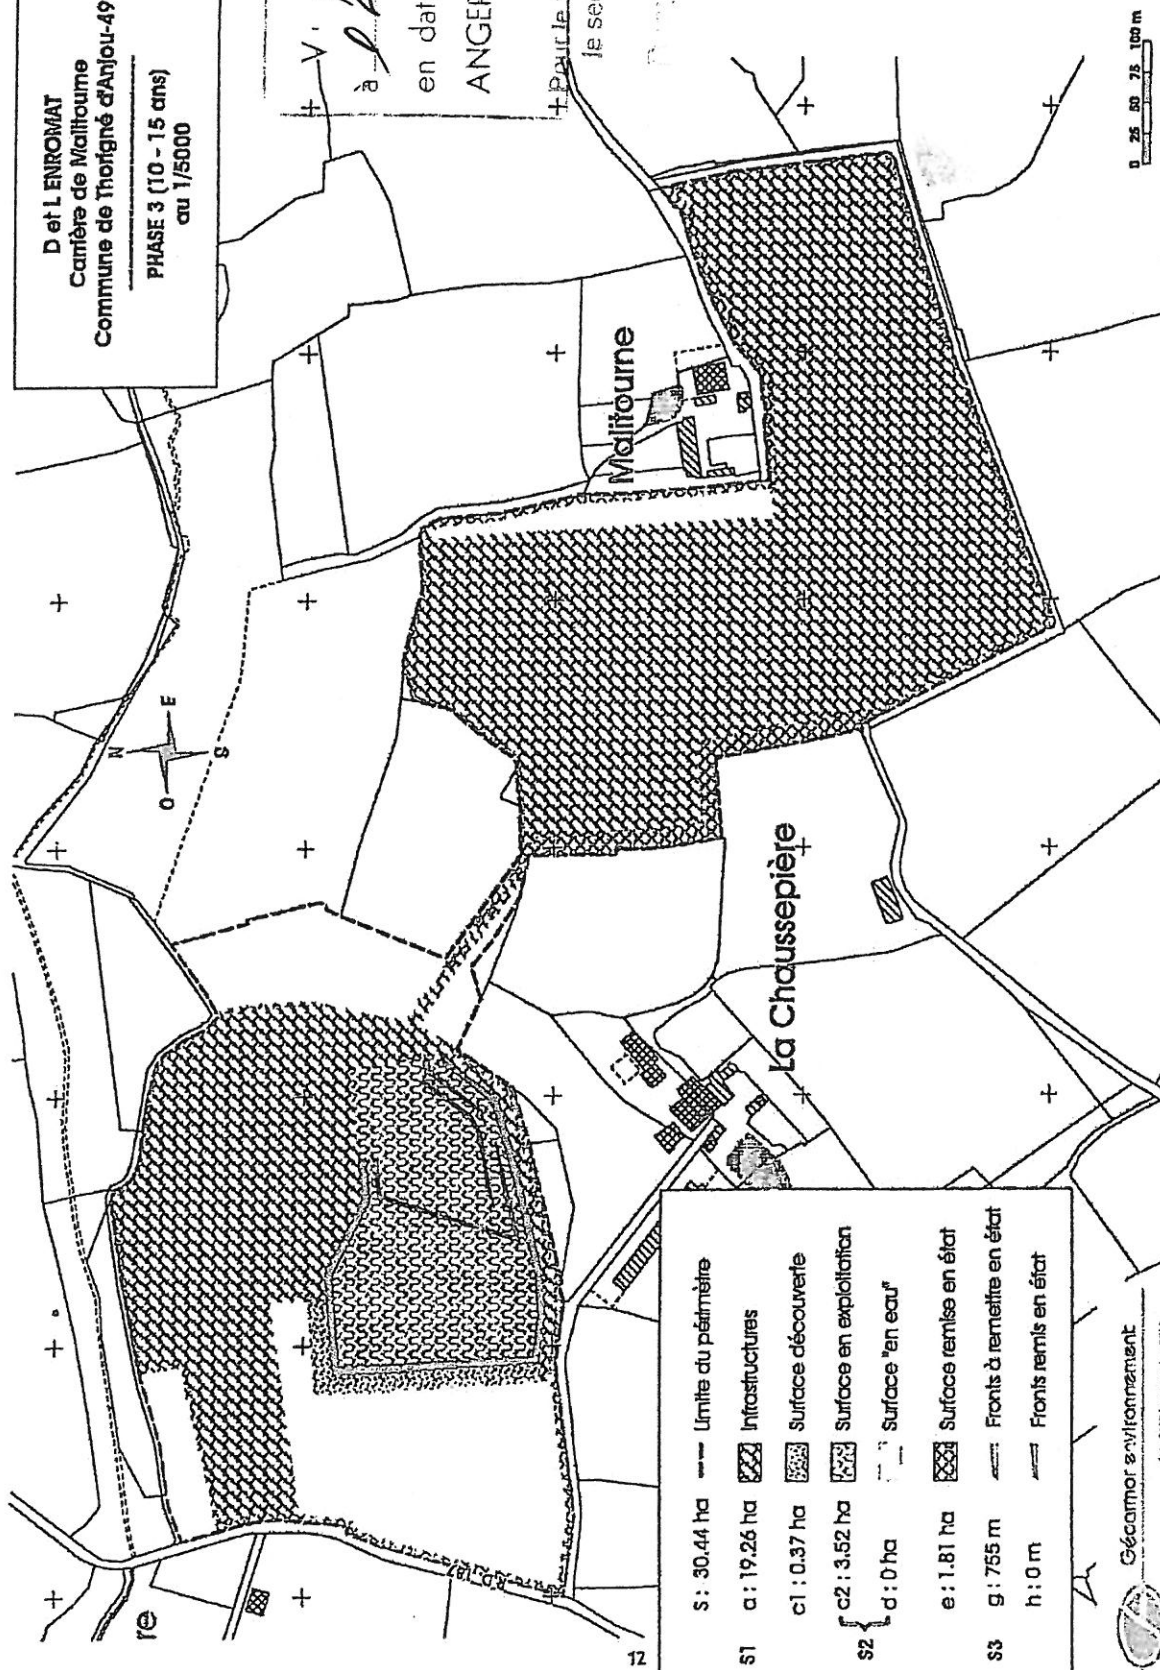 D et L ENROMAT
Carrière de Malitourne
Commune de Thorigné d'Anjou-49
PHASE 3 (10 - 15 ans)
au 1/5000
V
à
en dat
ANGER
Pour le
le se
N
O
E
S
Malitourne
La Chaussepière
R.D 187
re
0 25 50 75 100 m
S : 30.44 ha Limite du périmètre
S1 a : 19.26 ha Infrastructures
c1 : 0.37 ha Surface découverte
S2 c2 : 3.52 ha Surface en exploitation
d : 0 ha Surface "en eau"
e : 1.81 ha Surface remise en état
S3 g : 755 m Fronts à remettre en état
h : 0 m Fronts remis en état
12
Gécarmor environnement